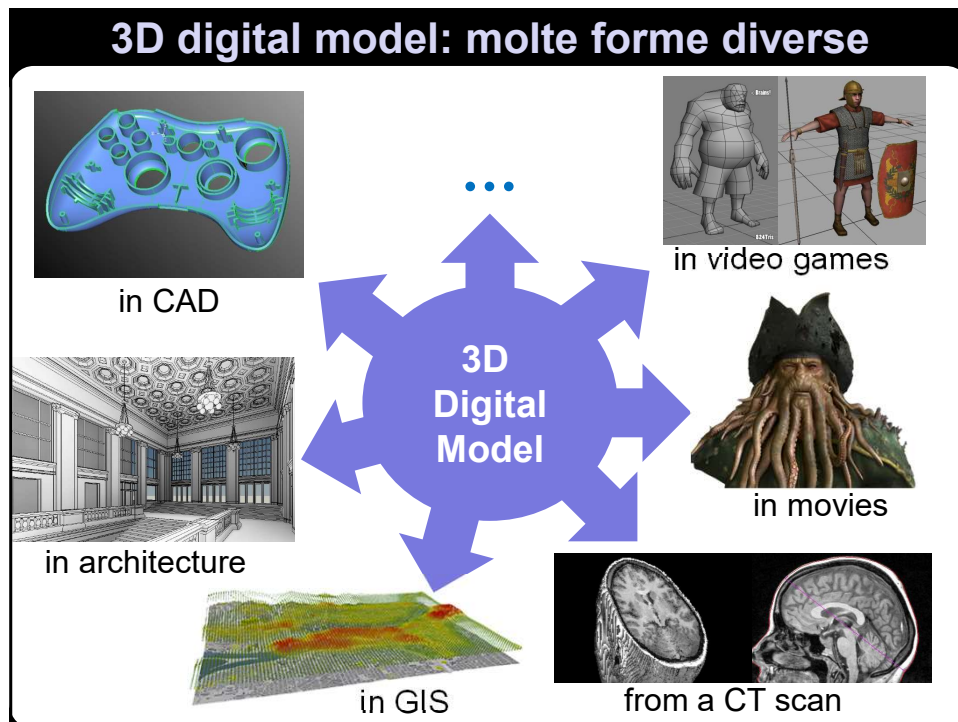 3D digital model: molte forme diverse
in CAD
...
in video games
3D
Digital
Model
in architecture
in movies
in GIS
from a CT scan